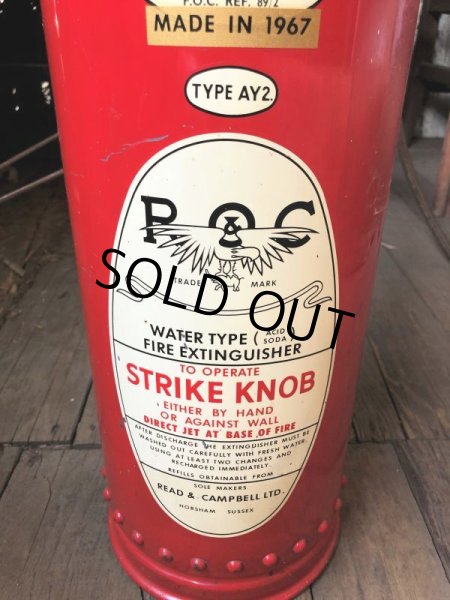 F.O.C. REF. 89/2
MADE IN 1967
TYPE AY2.
R & C
TRADE MARK
SOLD OUT
WATER TYPE (ACID SODA)
FIRE EXTINGUISHER
TO OPERATE
STRIKE KNOB
EITHER BY HAND
OR AGAINST WALL
DIRECT JET AT BASE OF FIRE
AFTER DISCHARGE THE EXTINGUISHER MUST BE
WASHED OUT CAREFULLY WITH FRESH WATER,
USING AT LEAST TWO CHANGES AND
RECHARGED IMMEDIATELY.
REFILLS OBTAINABLE FROM
SOLE MAKERS
READ & CAMPBELL LTD.
HORSHAM SUSSEX